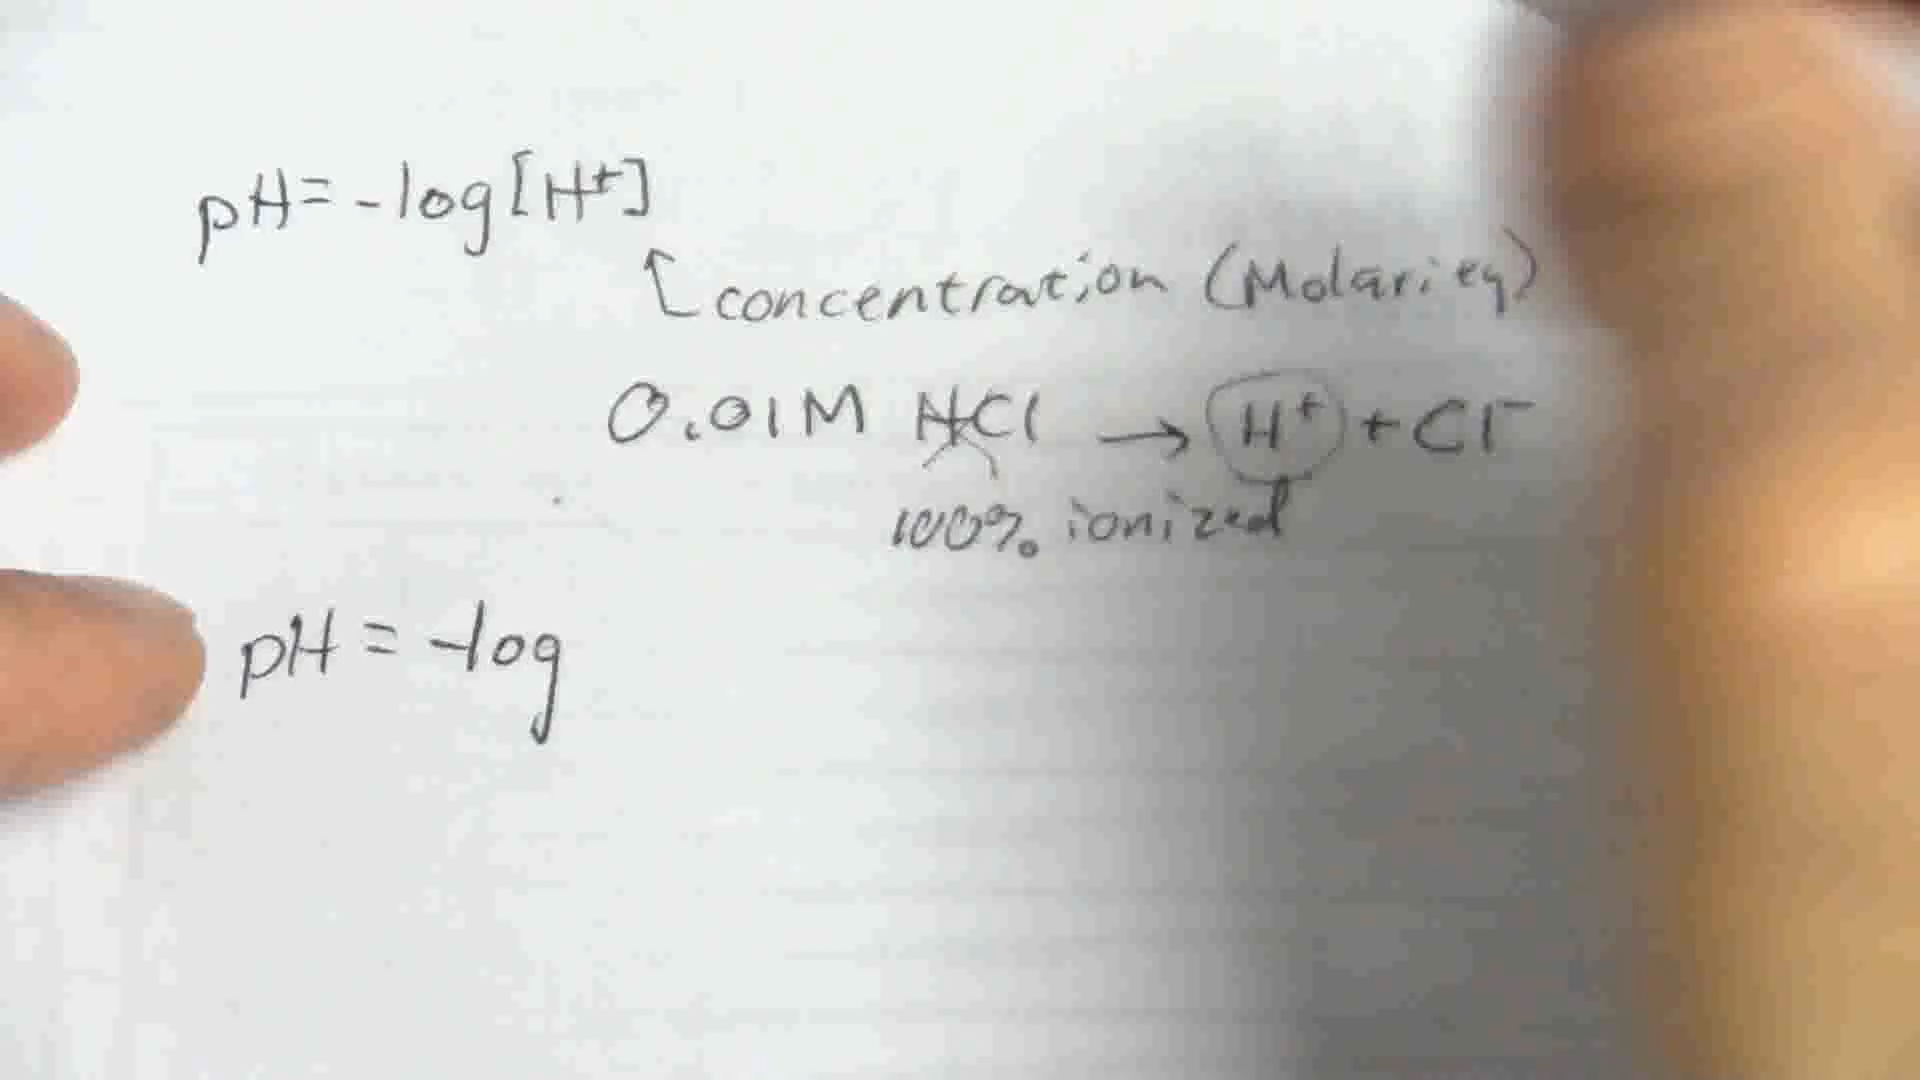 pH = -log[H+]
concentration (Molarity)
0.01M HCl → H+ + Cl-
100% ionized
pH = -log